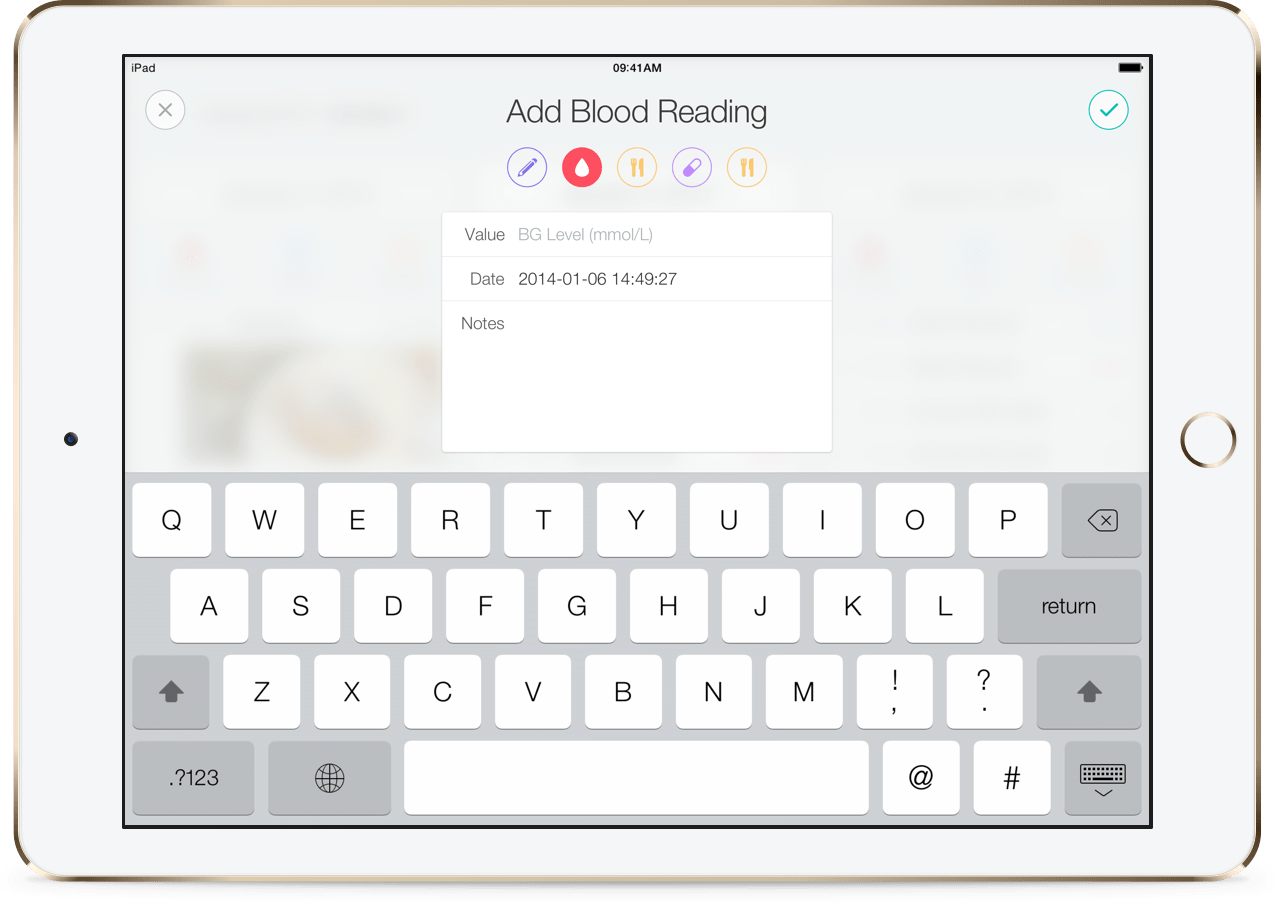 iPad 09:41AM
Add Blood Reading
Value BG Level (mmol/L)
Date 2014-01-06 14:49:27
Notes
Q W E R T Y U I O P
A S D F G H J K L return
Z X C V B N M ! , ? .
.?123 @ #